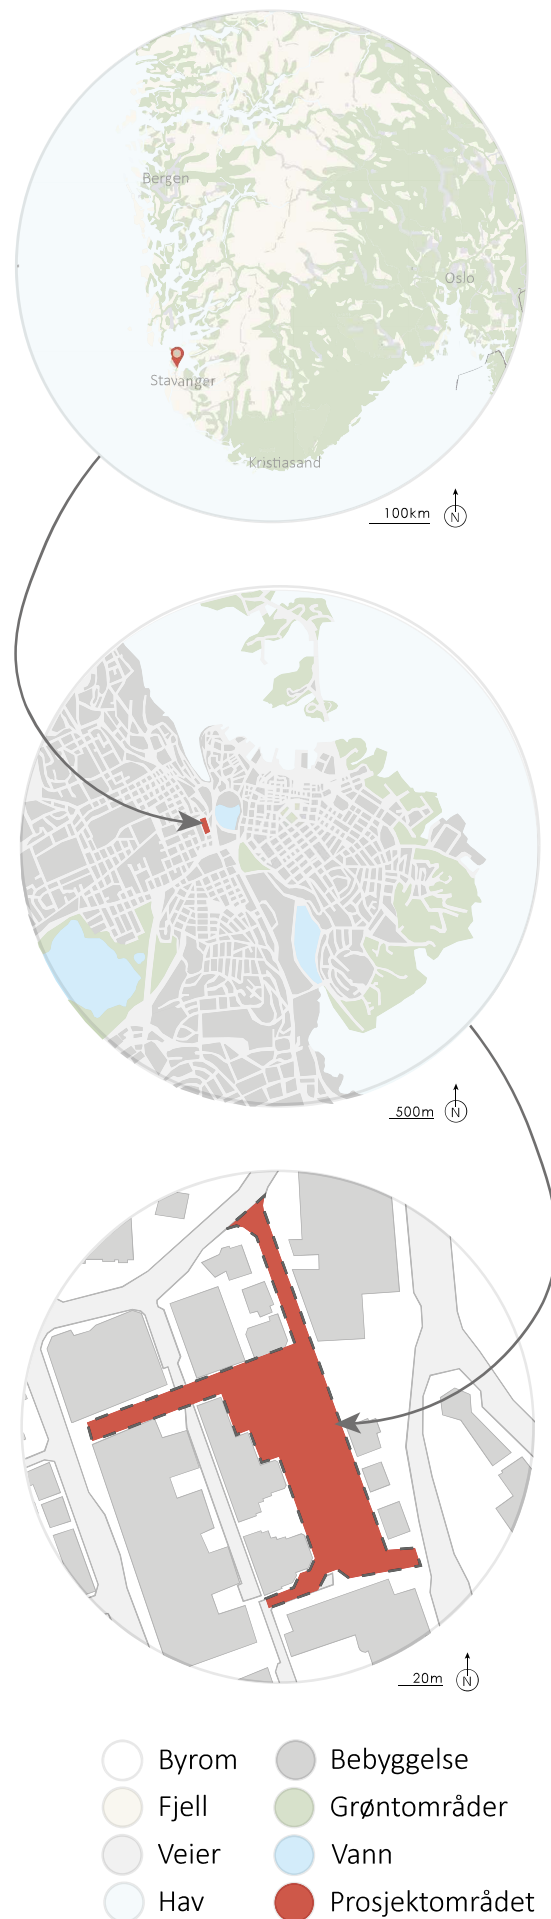 Bergen
Oslo
Stavanger
Kristiasand
100km N
500m N
20m N
Byrom Bebyggelse
Fjell Grøntområder
Veier Vann
Hav Prosjektområdet